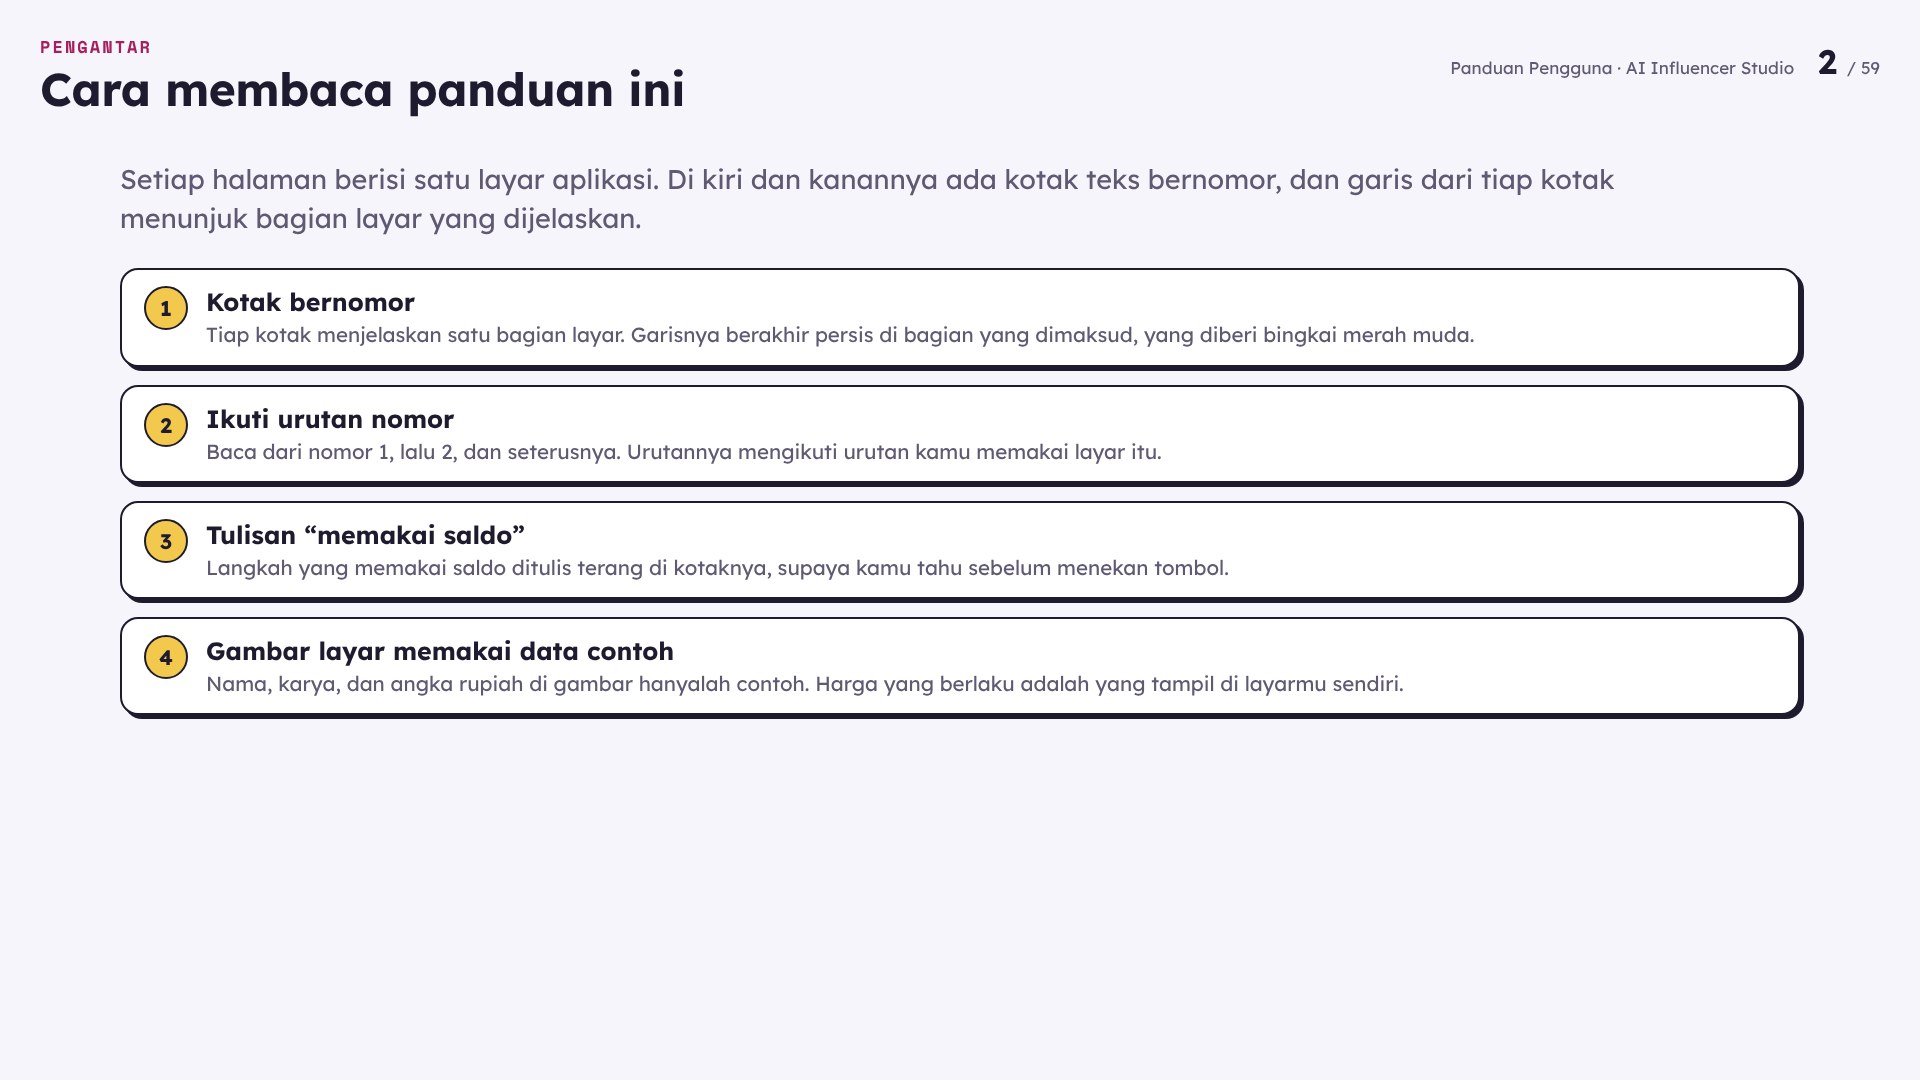 PENGANTAR
Cara membaca panduan ini
Panduan Pengguna · AI Influencer Studio 2 / 59
Setiap halaman berisi satu layar aplikasi. Di kiri dan kanannya ada kotak teks bernomor, dan garis dari tiap kotak
menunjuk bagian layar yang dijelaskan.
1 Kotak bernomor
Tiap kotak menjelaskan satu bagian layar. Garisnya berakhir persis di bagian yang dimaksud, yang diberi bingkai merah muda.
2 Ikuti urutan nomor
Baca dari nomor 1, lalu 2, dan seterusnya. Urutannya mengikuti urutan kamu memakai layar itu.
3 Tulisan “memakai saldo”
Langkah yang memakai saldo ditulis terang di kotaknya, supaya kamu tahu sebelum menekan tombol.
4 Gambar layar memakai data contoh
Nama, karya, dan angka rupiah di gambar hanyalah contoh. Harga yang berlaku adalah yang tampil di layarmu sendiri.